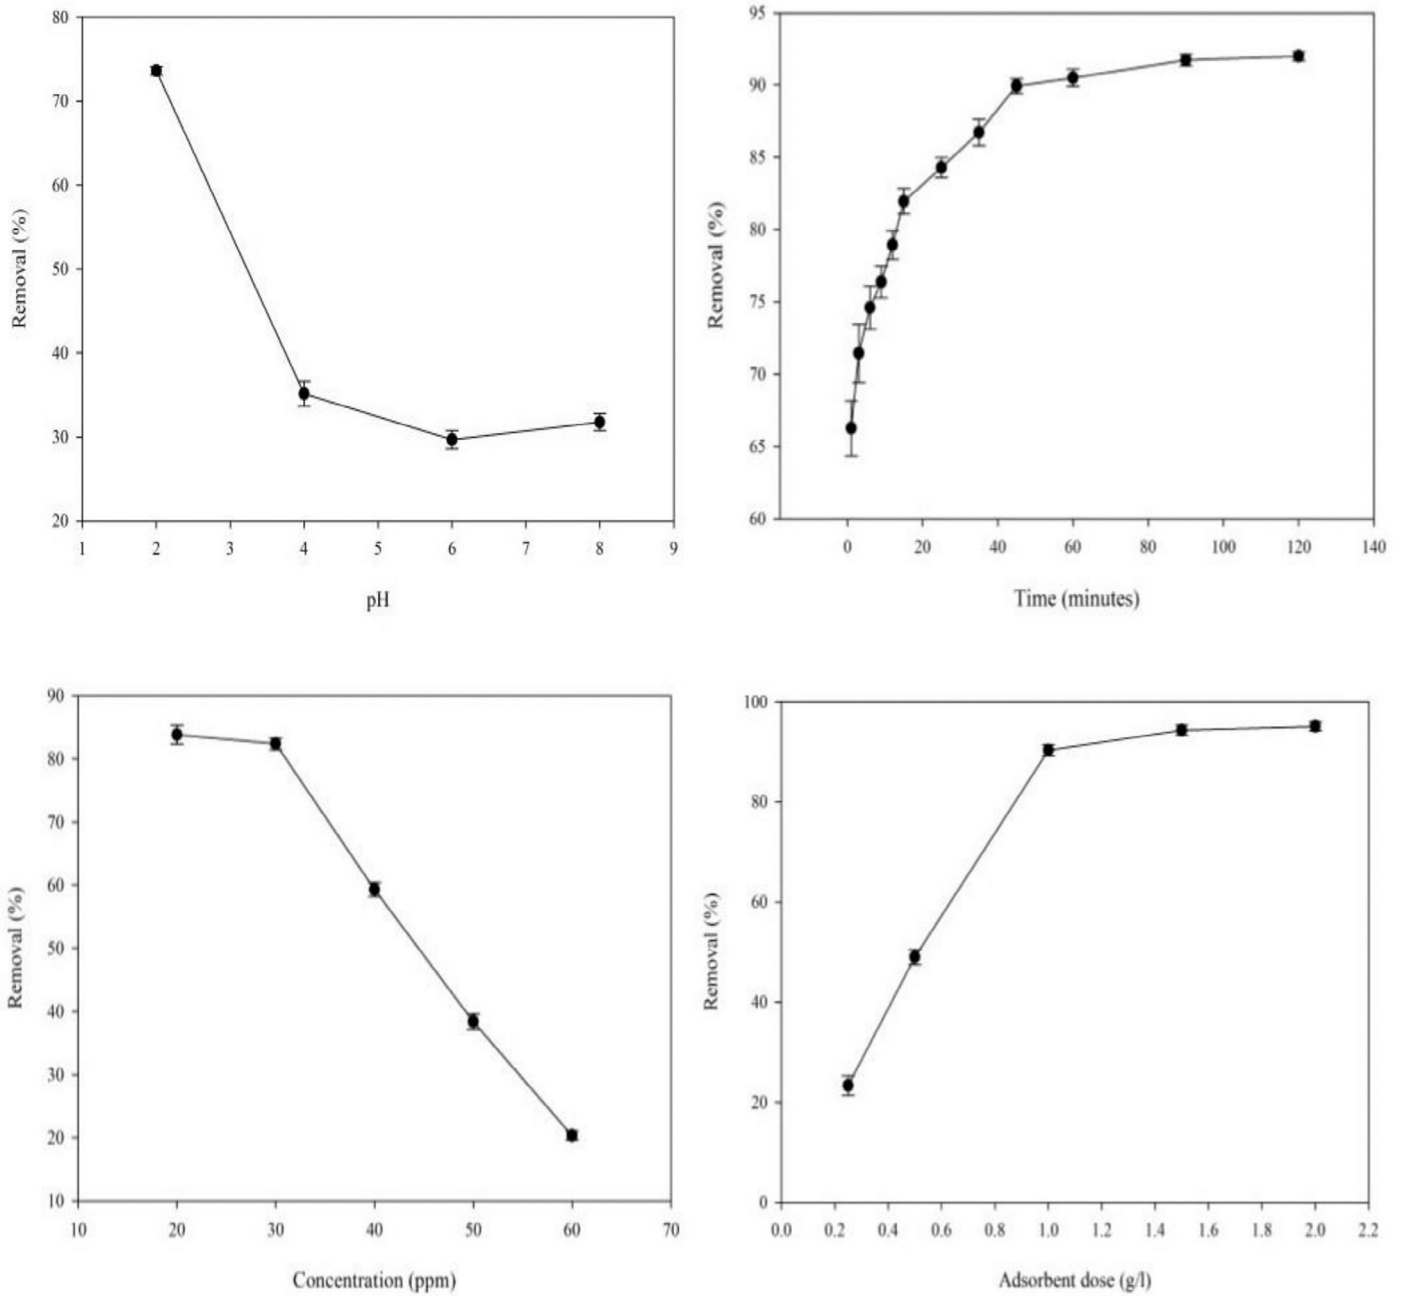 80
70
60
50
40
30
20
Removal (%)
1 2 3 4 5 6 7 8 9
pH
95
90
85
80
75
70
65
60
Removal (%)
0 20 40 60 80 100 120 140
Time (minutes)
90
80
70
60
50
40
30
20
10
Removal (%)
10 20 30 40 50 60 70
Concentration (ppm)
100
80
60
40
20
0
Removal (%)
0.0 0.2 0.4 0.6 0.8 1.0 1.2 1.4 1.6 1.8 2.0 2.2
Adsorbent dose (g/l)